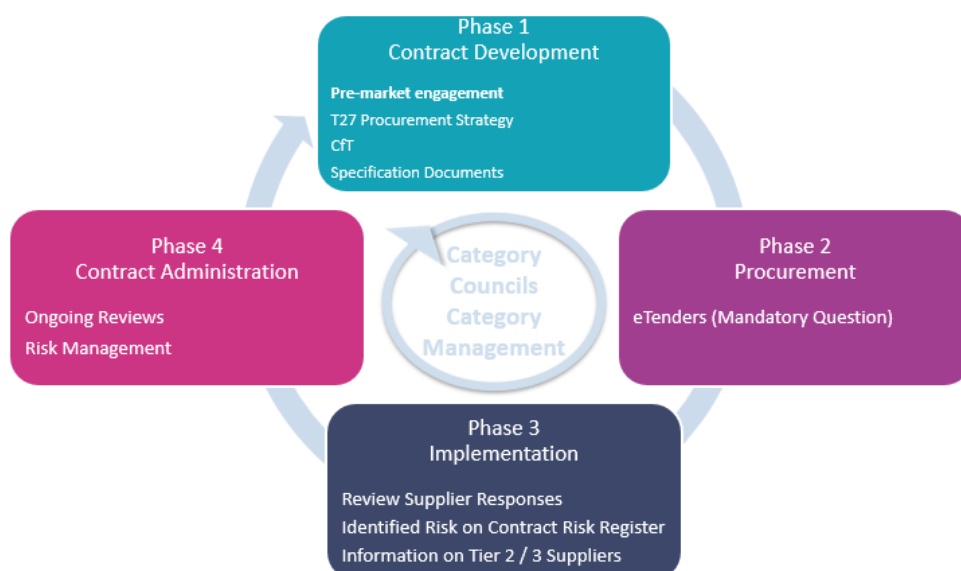 Phase 1
Contract Development
Pre-market engagement
T27 Procurement Strategy
CfT
Specification Documents
Phase 2
Procurement
eTenders (Mandatory Question)
Phase 3
Implementation
Review Supplier Responses
Identified Risk on Contract Risk Register
Information on Tier 2 / 3 Suppliers
Phase 4
Contract Administration
Ongoing Reviews
Risk Management
Category
Councils
Category
Management